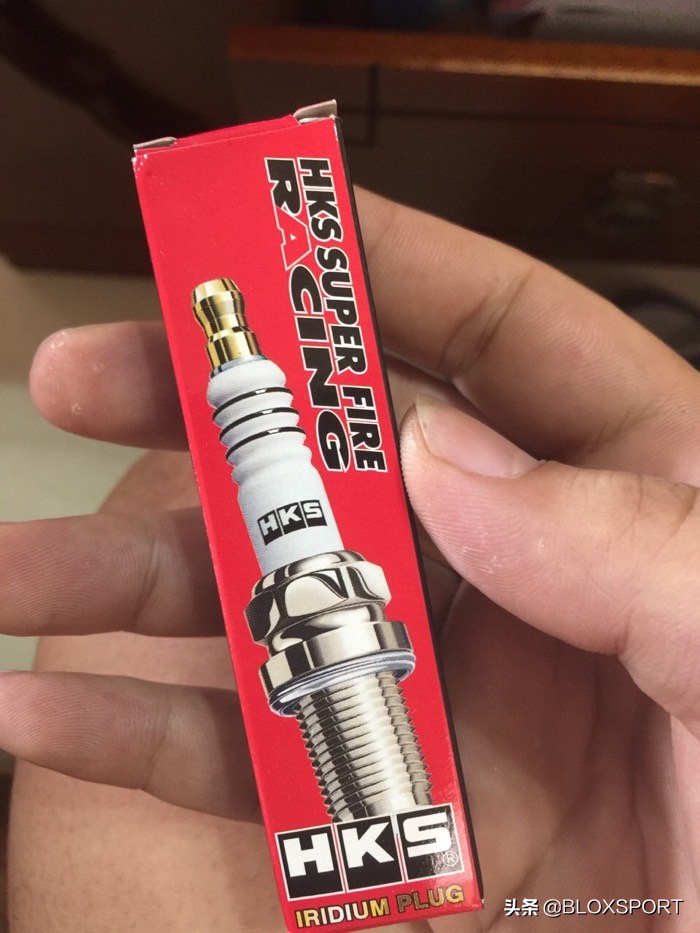 HKS SUPER FIRE
RACING
HKS
HKS®
IRIDIUM PLUG
头条 @BLOXSPORT